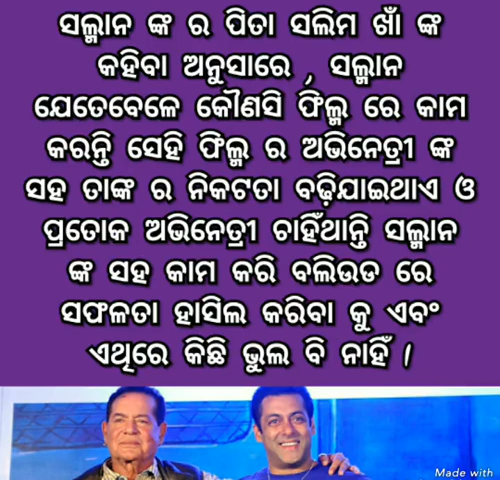 ସଲ୍ମାନ ଙ୍କ ର ପିତା ସଲିମ ଖାଁ ଙ୍କ
କହିବା ଅନୁସାରେ , ସଲ୍ମାନ
ଯେତେବେଳେ କୌଣସି ଫିଲ୍ମ ରେ କାମ
କରନ୍ତି ସେହି ଫିଲ୍ମ ର ଅଭିନେତ୍ରୀ ଙ୍କ
ସହ ତାଙ୍କ ର ନିକଟତା ବଢ଼ିଯାଇଥାଏ ଓ
ପ୍ରତୋକ ଅଭିନେତ୍ରୀ ଚାହିଁଥାନ୍ତି ସଲ୍ମାନ
ଙ୍କ ସହ କାମ କରି ବଲିଉଡ ରେ
ସଫଳତା ହାସିଲ କରିବା କୁ ଏବଂ
ଏଥିରେ କିଛି ଭୁଲ ବି ନାହିଁ ।
Made with